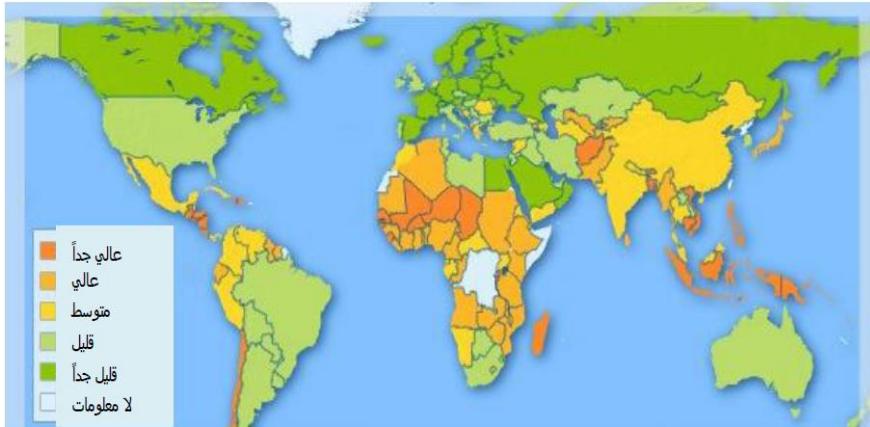 عالي جداً
عالي
متوسط
قليل
قليل جداً
لا معلومات